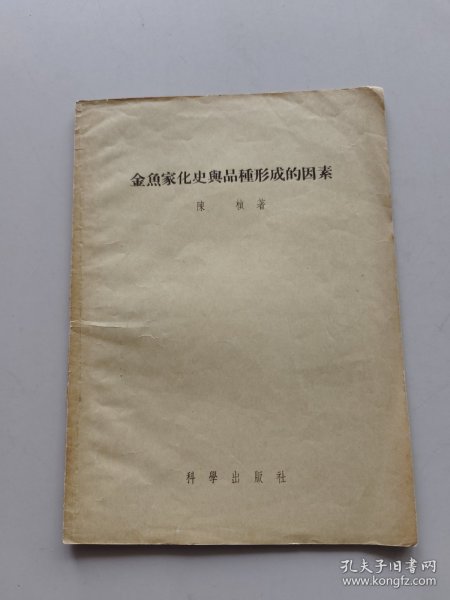 金魚家化史與品種形成的因素
陳 楨 著
科學出版社
孔夫子旧书网
www.kongfz.com